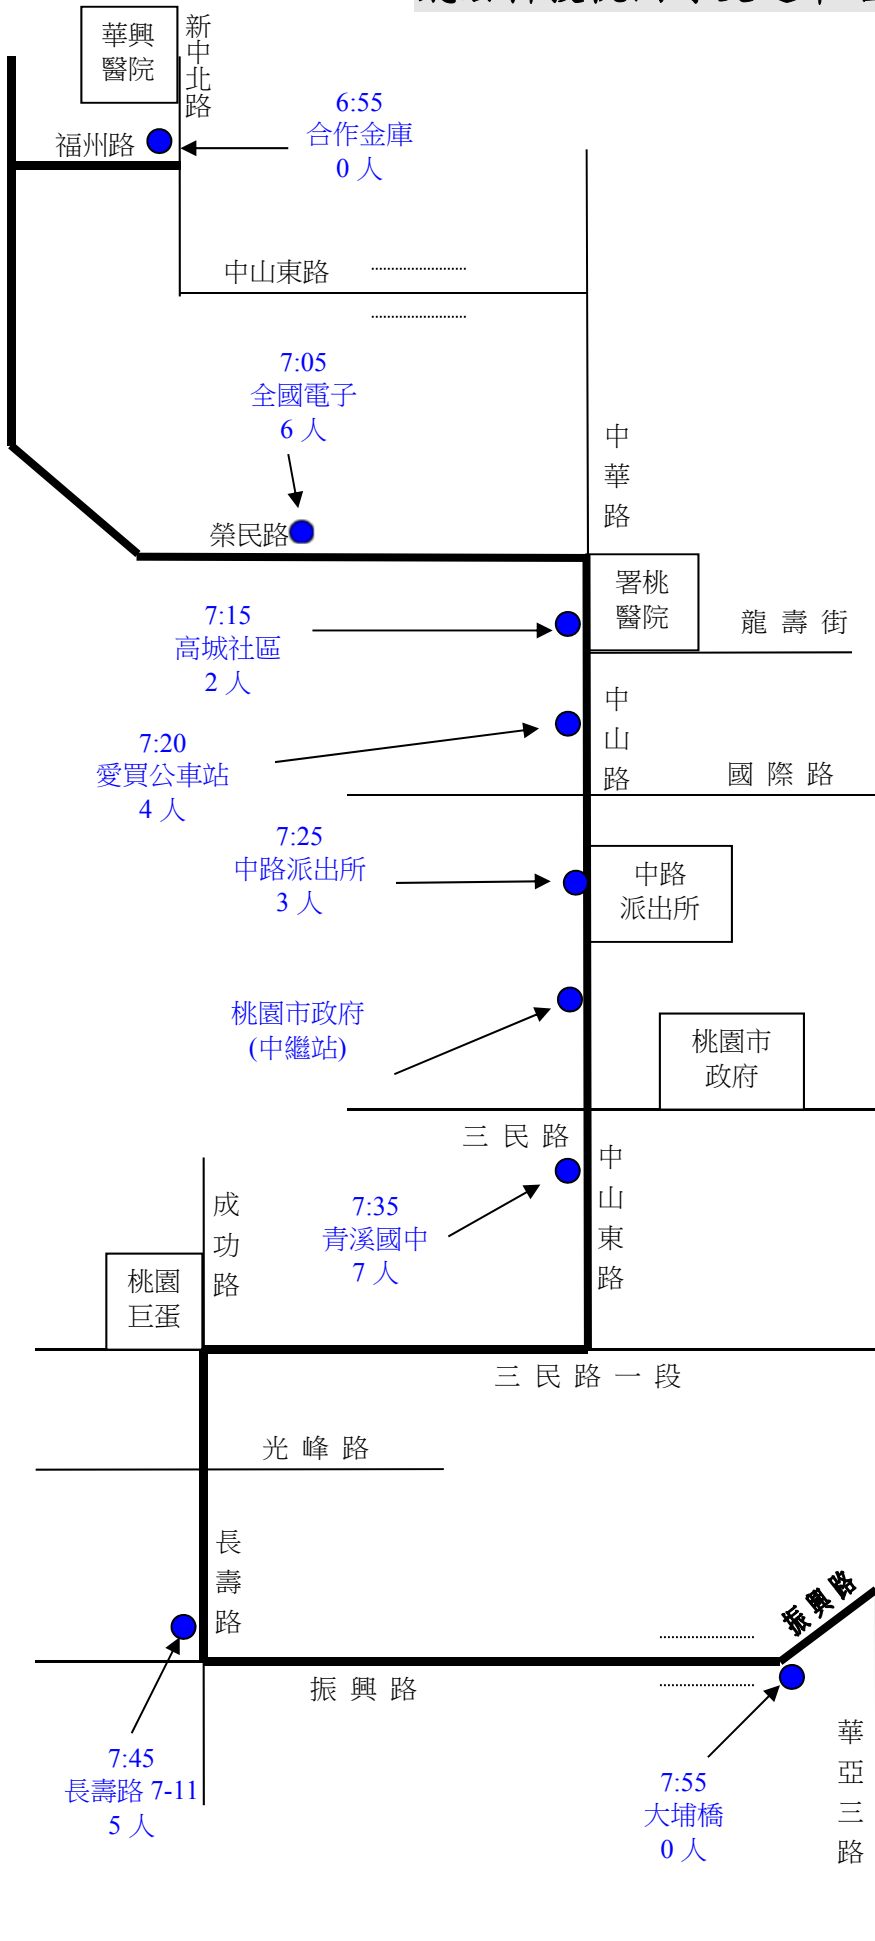 華興
醫院
新中北路
福州路
6:55
合作金庫
0 人
中山東路
7:05
全國電子
6 人
中華路
榮民路
署桃
醫院
7:15
高城社區
2 人
龍壽街
中山路
7:20
愛買公車站
4 人
國際路
7:25
中路派出所
3 人
中路
派出所
桃園市政府
(中繼站)
桃園市
政府
三民路
中山東路
成功路
7:35
青溪國中
7 人
桃園
巨蛋
三民路一段
光峰路
長壽路
振興路
振興路
華亞三路
7:45
長壽路 7-11
5 人
7:55
大埔橋
0 人